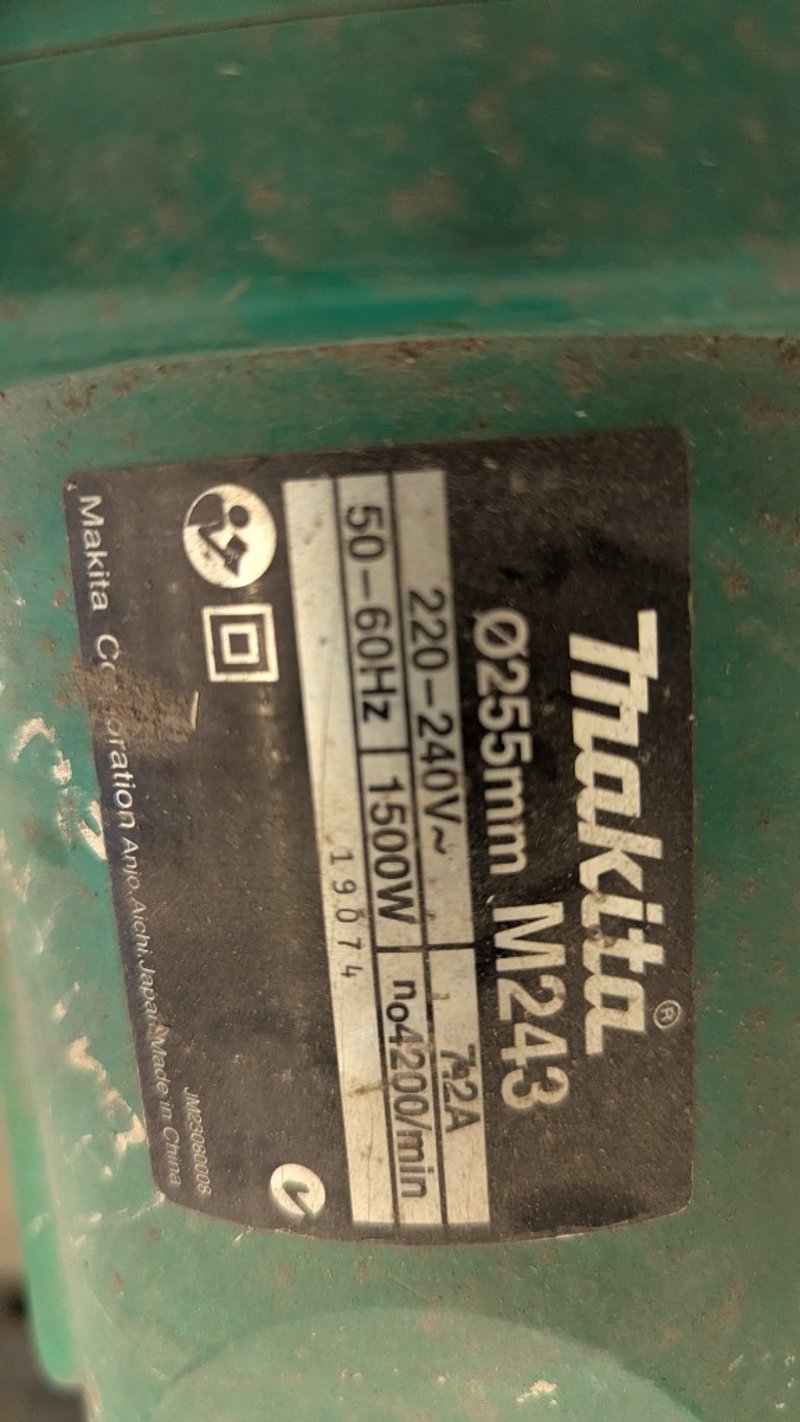 makita®
Ø255mm M243
220-240V~ 7.2A
50-60Hz 1500W n₀4200/min
19074
JM23080008
Makita Corporation Anjo, Aichi, Japan Made in China